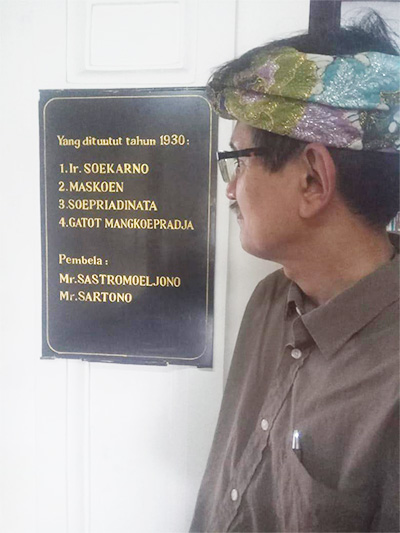 Yang dituntut tahun 1930 :
1.Ir. SOEKARNO
2. MASKOEN
3.SOEPRIADINATA
4.GATOT MANGKOEPRADJA
Pembela :
Mr.SASTROMOELJONO
Mr.SARTONO